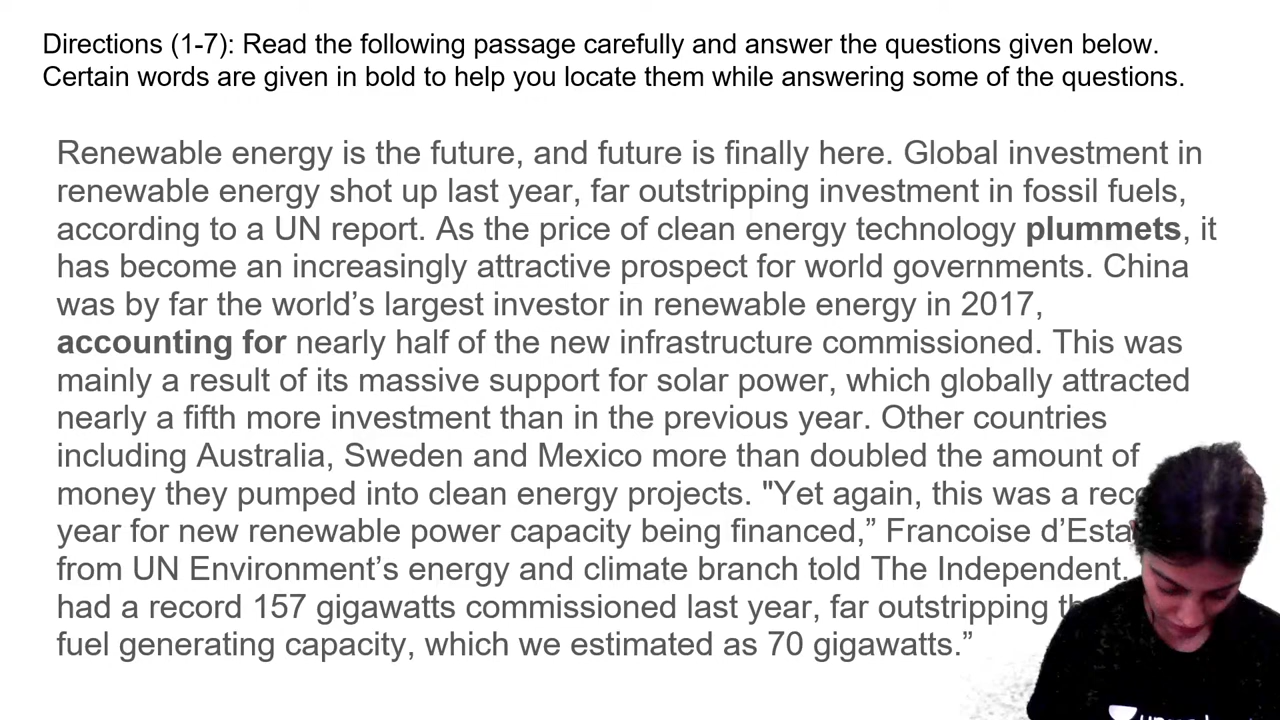 Directions (1-7): Read the following passage carefully and answer the questions given below.
Certain words are given in bold to help you locate them while answering some of the questions.
Renewable energy is the future, and future is finally here. Global investment in
renewable energy shot up last year, far outstripping investment in fossil fuels,
according to a UN report. As the price of clean energy technology plummets, it
has become an increasingly attractive prospect for world governments. China
was by far the world’s largest investor in renewable energy in 2017,
accounting for nearly half of the new infrastructure commissioned. This was
mainly a result of its massive support for solar power, which globally attracted
nearly a fifth more investment than in the previous year. Other countries
including Australia, Sweden and Mexico more than doubled the amount of
money they pumped into clean energy projects. "Yet again, this was a
year for new renewable power capacity being financed,” Francoise
from UN Environment’s energy and climate branch told The Independent.
had a record 157 gigawatts commissioned last year, far outstripping
fuel generating capacity, which we estimated as 70 gigawatts.”